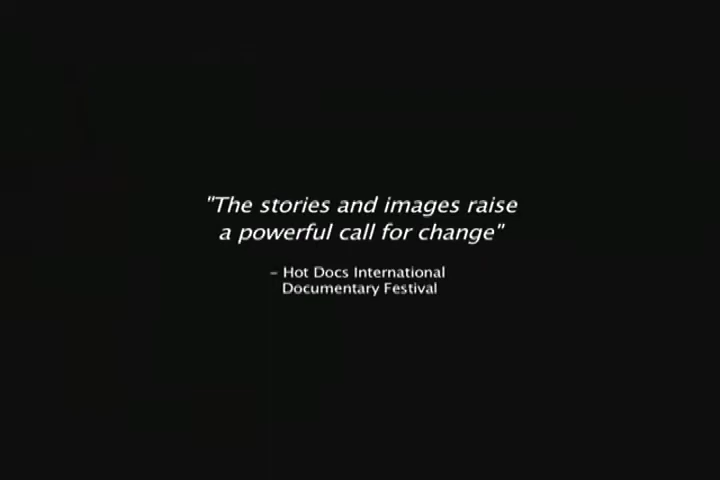 "The stories and images raise
a powerful call for change"
– Hot Docs International
Documentary Festival